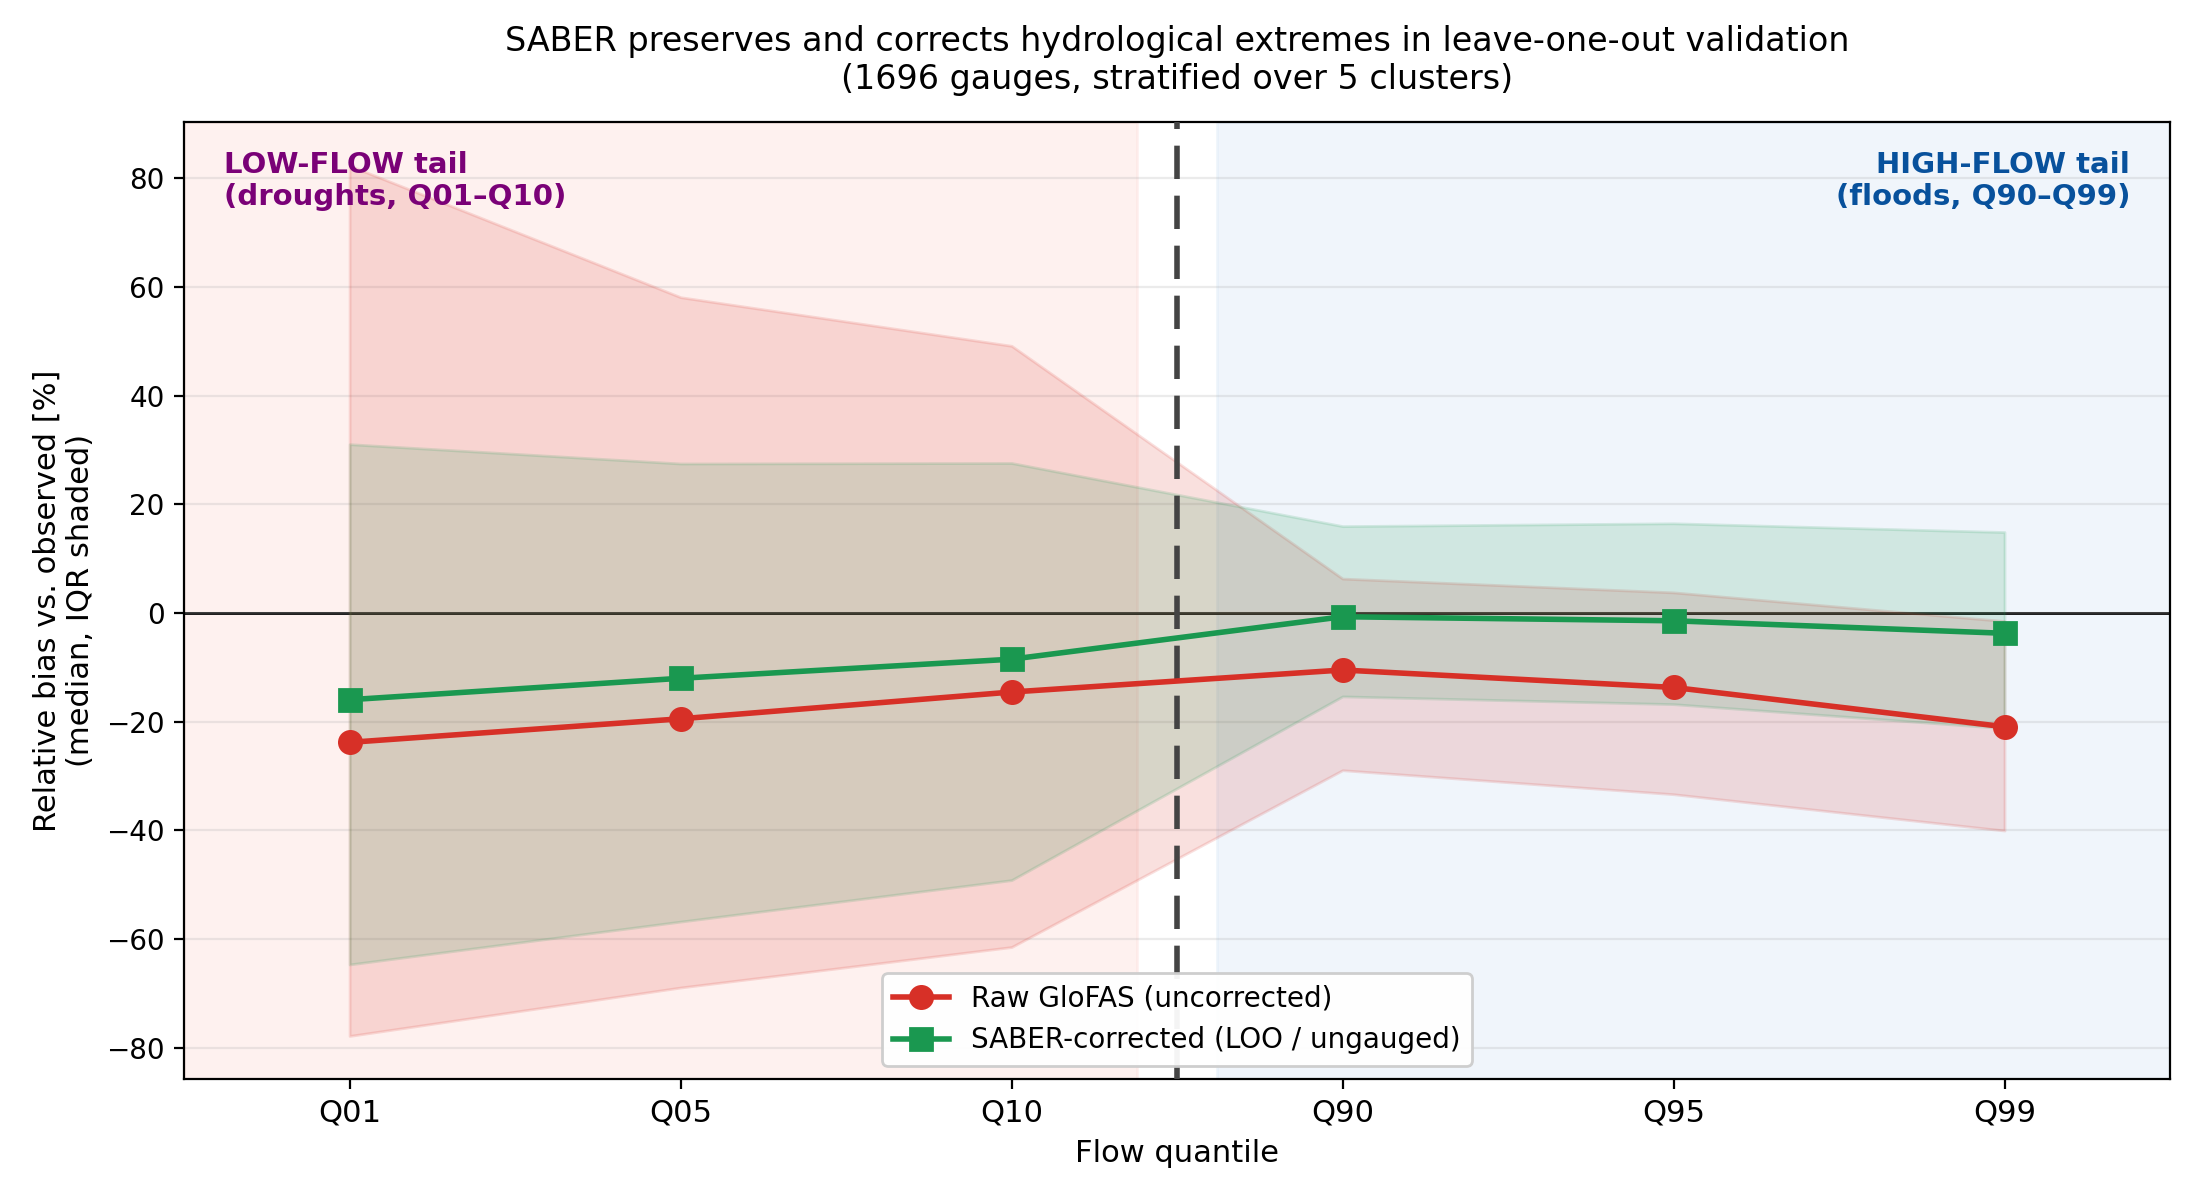 SABER preserves and corrects hydrological extremes in leave-one-out validation
(1696 gauges, stratified over 5 clusters)
LOW-FLOW tail
(droughts, Q01–Q10)
HIGH-FLOW tail
(floods, Q90–Q99)
Relative bias vs. observed [%]
(median, IQR shaded)
80
60
40
20
0
−20
−40
−60
−80
Raw GloFAS (uncorrected)
SABER-corrected (LOO / ungauged)
Q01
Q05
Q10
Q90
Q95
Q99
Flow quantile